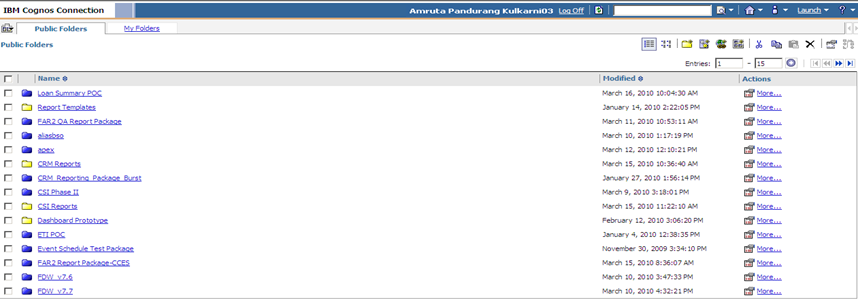 IBM Cognos Connection Amruta Pandurang Kulkarni03 Log Off Launch ?
Public Folders My Folders
Public Folders
Entries: 1 - 15
Name Modified Actions
Loan Summary POC March 16, 2010 10:04:30 AM More...
Report Templates January 14, 2010 2:22:05 PM More...
FAR2 QA Report Package March 11, 2010 10:53:11 AM More...
aliasbso March 10, 2010 1:17:19 PM More...
apex March 12, 2010 12:10:21 PM More...
CRM Reports March 15, 2010 10:36:40 AM More...
CRM_Reporting_Package_Burst January 27, 2010 1:56:14 PM More...
CSI Phase II March 9, 2010 3:18:01 PM More...
CSI Reports March 15, 2010 11:22:10 AM More...
Dashboard Prototype February 12, 2010 3:06:20 PM More...
ETI POC January 4, 2010 12:38:35 PM More...
Event Schedule Test Package November 30, 2009 3:34:10 PM More...
FAR2 Report Package-CCES March 15, 2010 8:36:07 AM More...
FDW_v7.6 March 10, 2010 3:47:33 PM More...
FDW_v7.7 March 10, 2010 4:32:21 PM More...